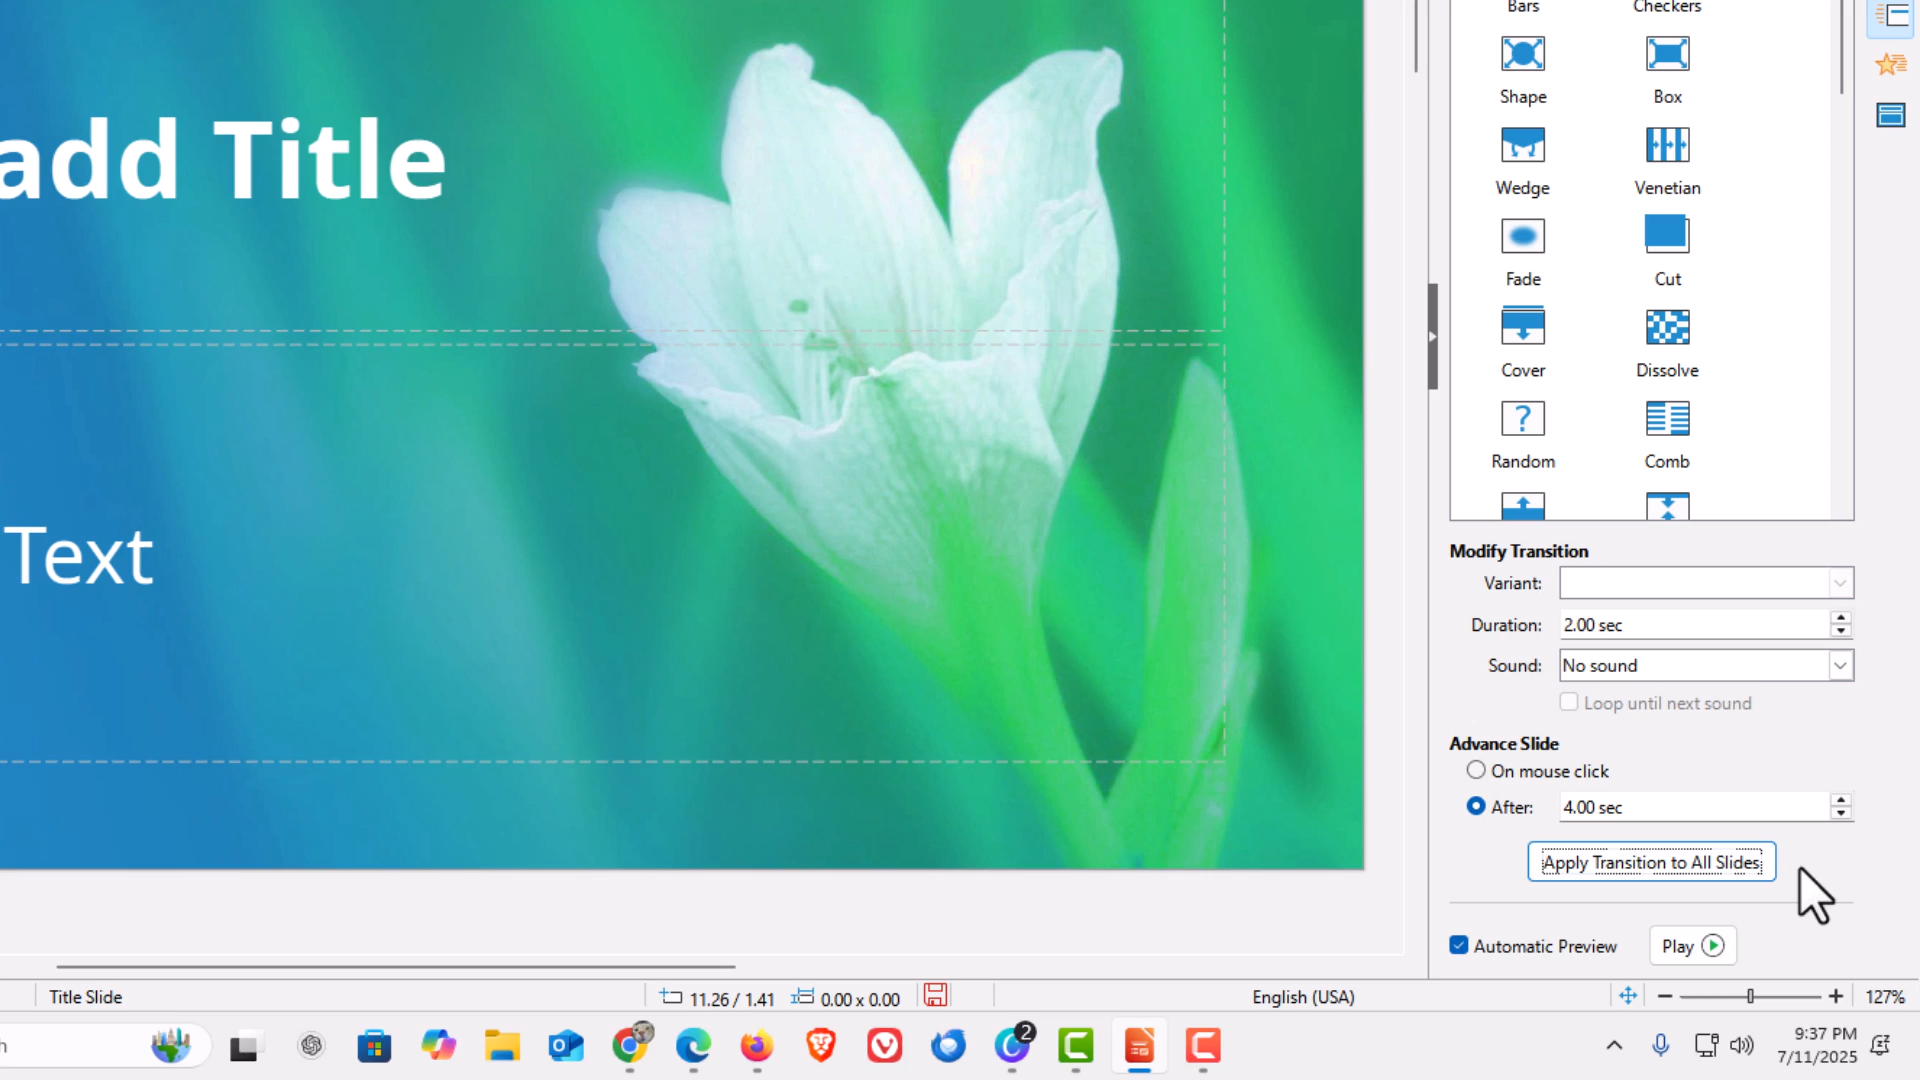 Bars Checkers
Shape Box
Wedge Venetian
Fade Cut
Cover Dissolve
Random Comb
add Title
Text
Modify Transition
Variant:
Duration: 2.00 sec
Sound: No sound
Loop until next sound
Advance Slide
On mouse click
After: 4.00 sec
Apply Transition to All Slides
Automatic Preview Play
Title Slide 11.26 / 1.41 0.00 x 0.00 English (USA) 127%
h 2 9:37 PM
7/11/2025